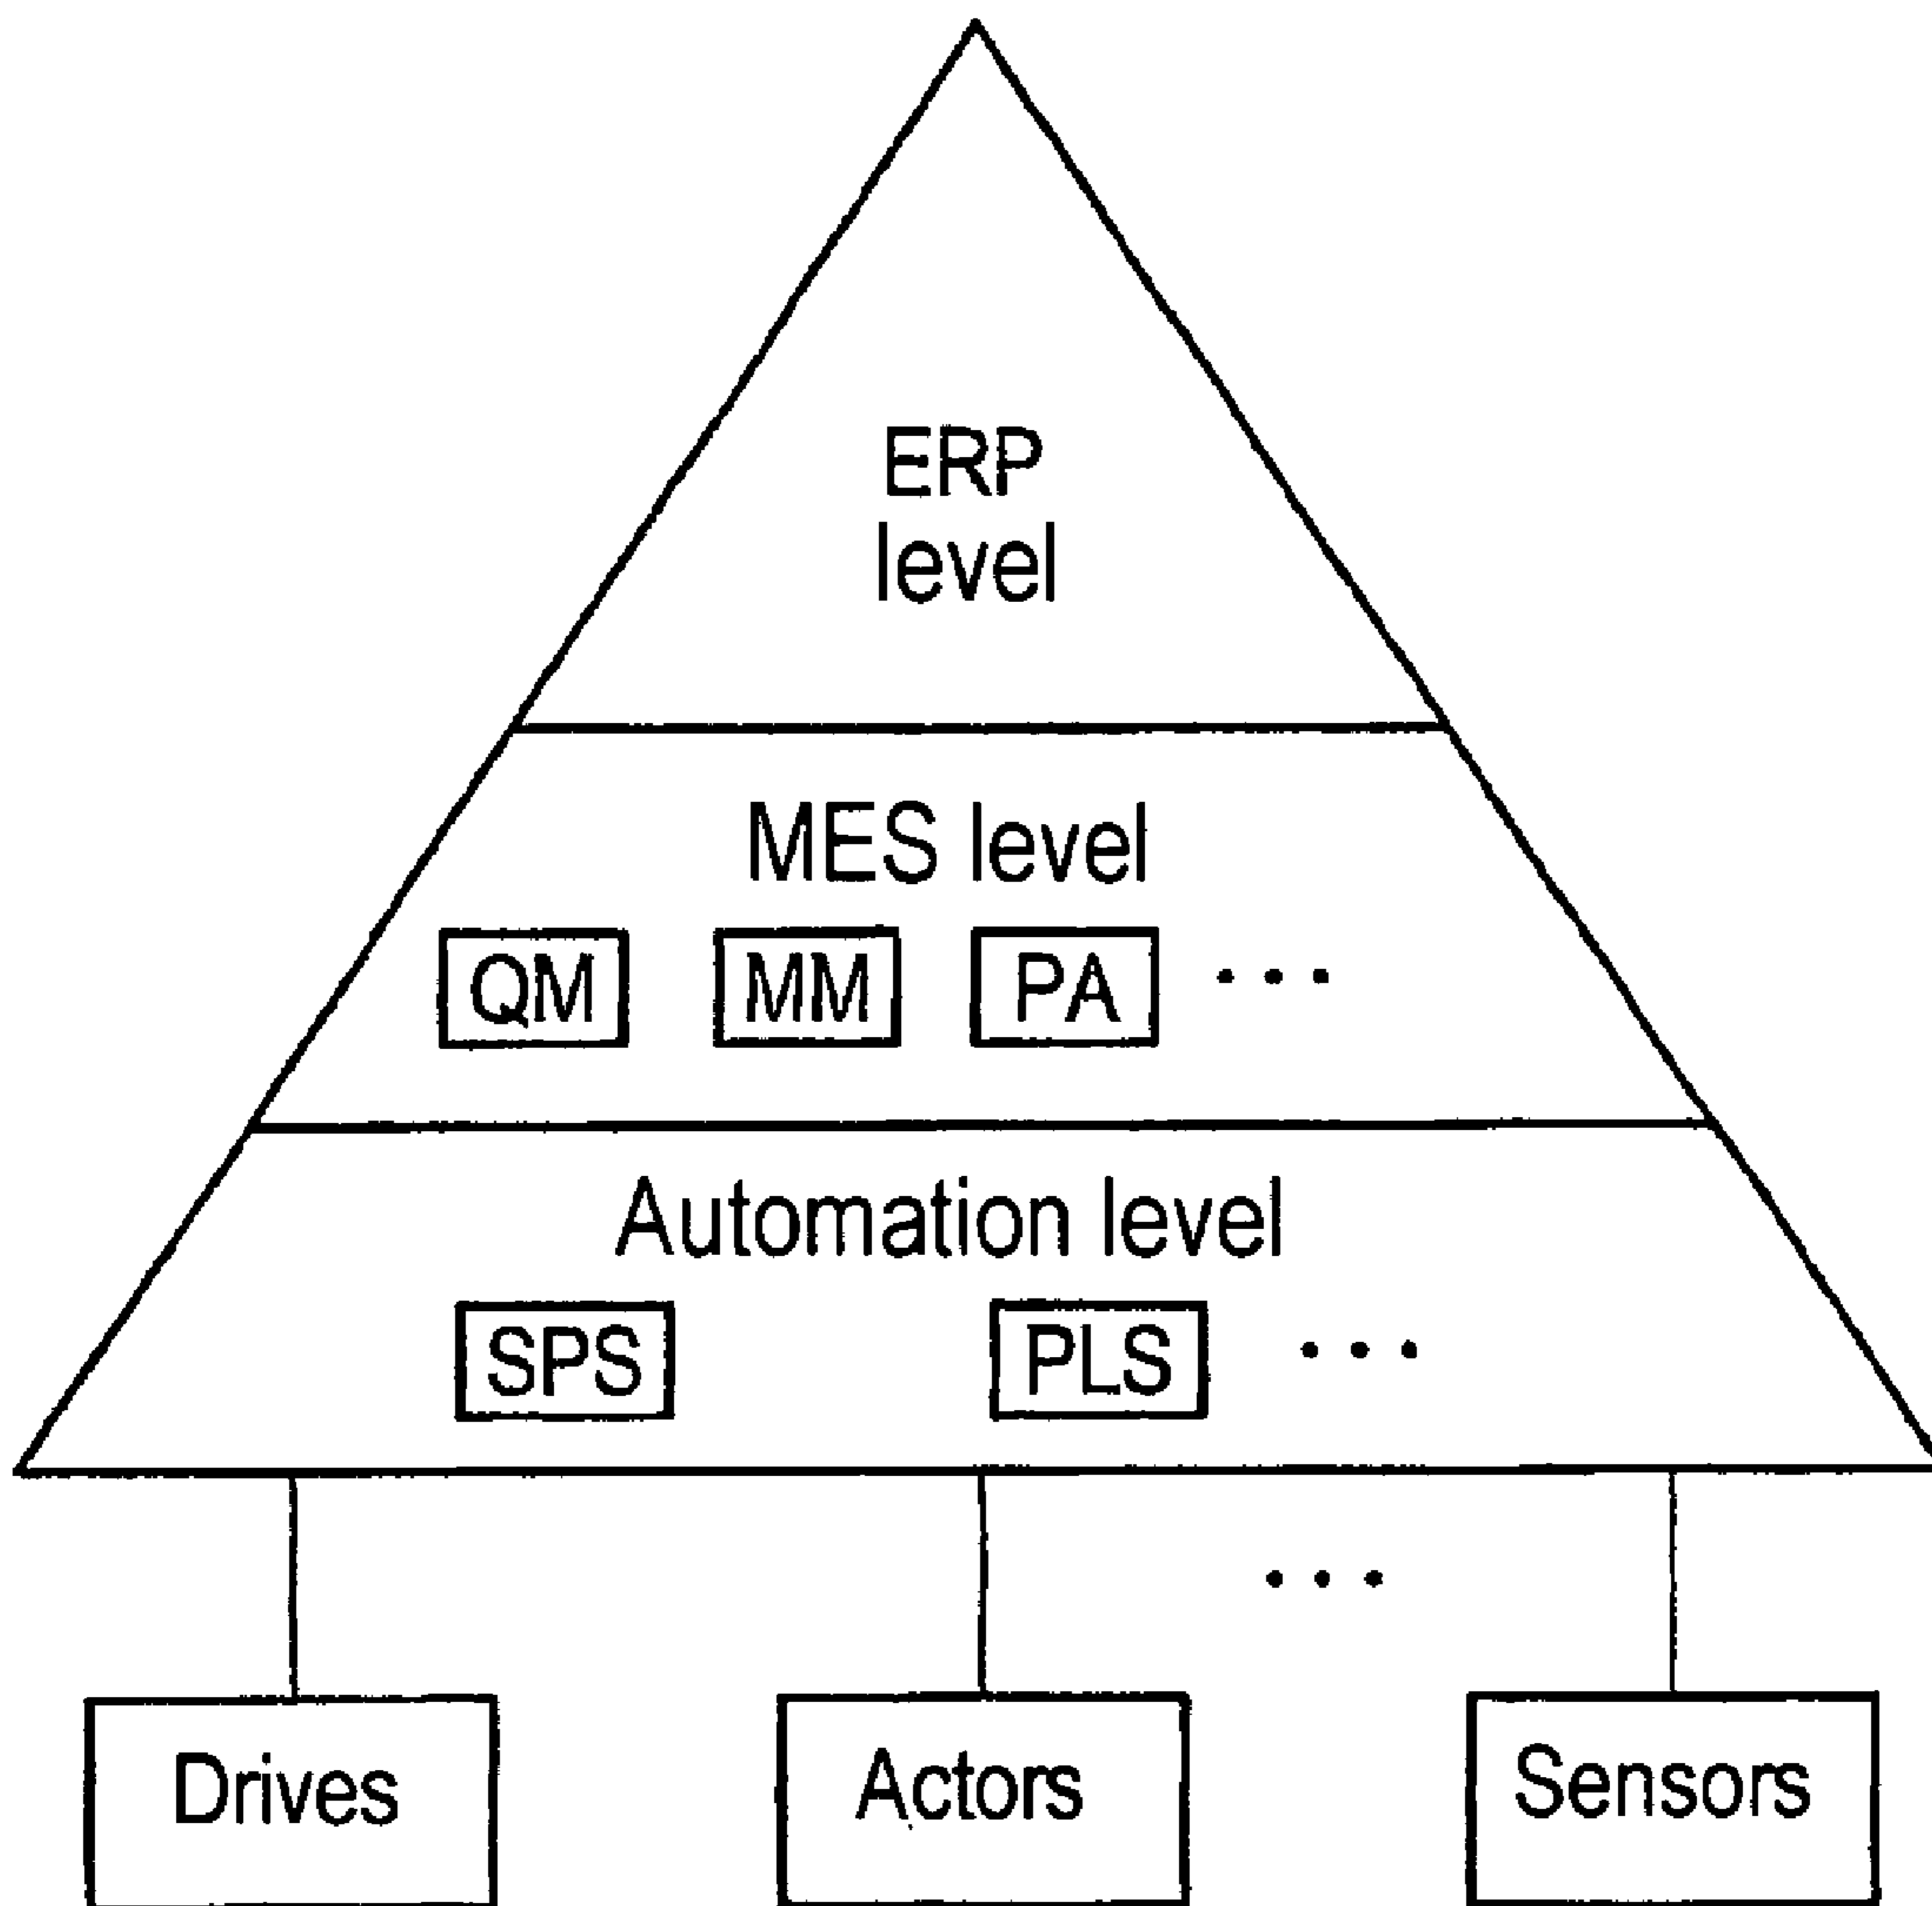 ERP
level
MES level
QM MM PA ...
Automation level
SPS PLS ...
...
Drives Actors Sensors